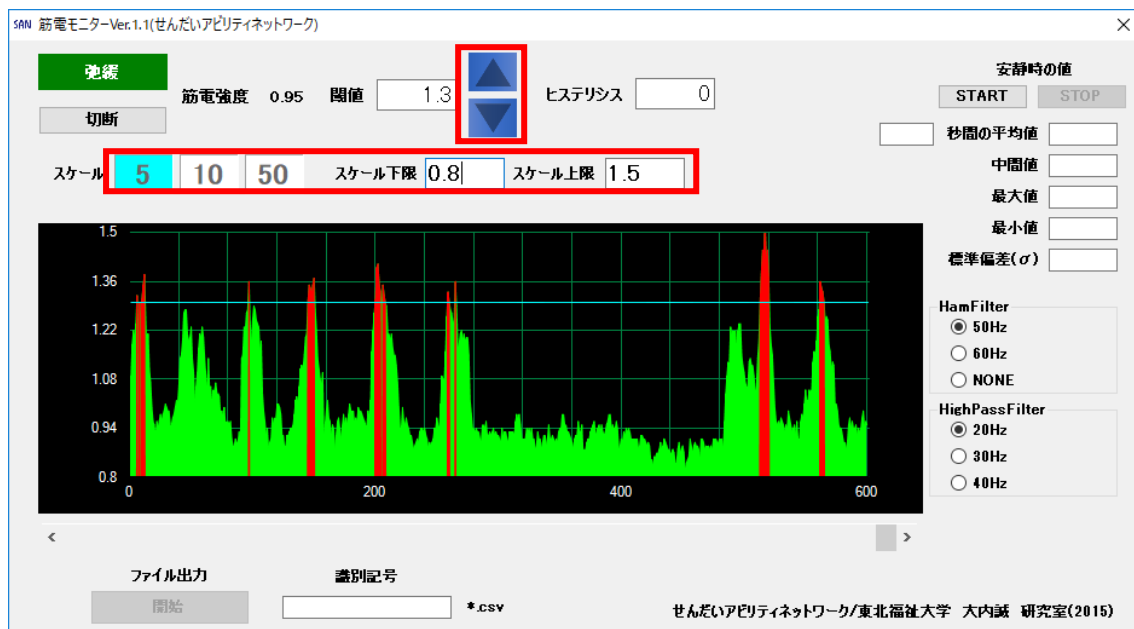 SAN 筋電モニターVer.1.1(せんだいアビリティネットワーク)
弛緩
切断
筋電強度 0.95 閾値 1.3 ヒステリシス 0
スケール 5 10 50 スケール下限 0.8 スケール上限 1.5
安静時の値
START STOP
秒間の平均値
中間値
最大値
最小値
標準偏差(σ)
1.5
1.36
1.22
1.08
0.94
0.8
0 200 400 600
HamFilter
50Hz
60Hz
NONE
HighPassFilter
20Hz
30Hz
40Hz
ファイル出力 識別記号
開始 *.csv
せんだいアビリティネットワーク/東北福祉大学 大内誠 研究室(2015)